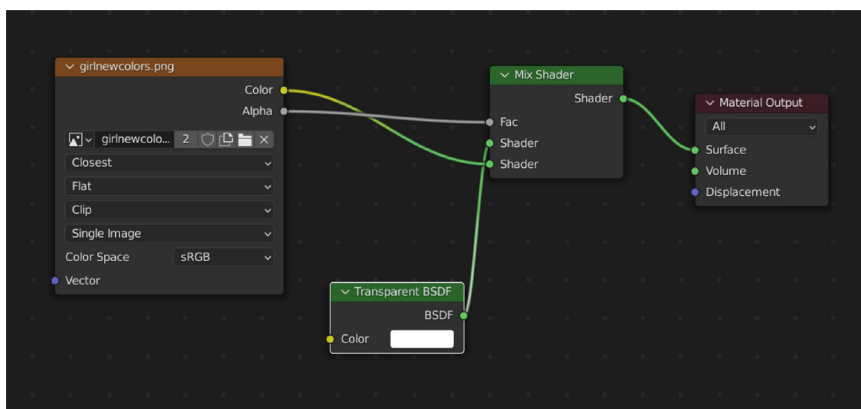 girlnewcolors.png
Color
Alpha
girlnewcolo... 2
Closest
Flat
Clip
Single Image
Color Space sRGB
Vector
Transparent BSDF
BSDF
Color
Mix Shader
Shader
Fac
Shader
Shader
Material Output
All
Surface
Volume
Displacement